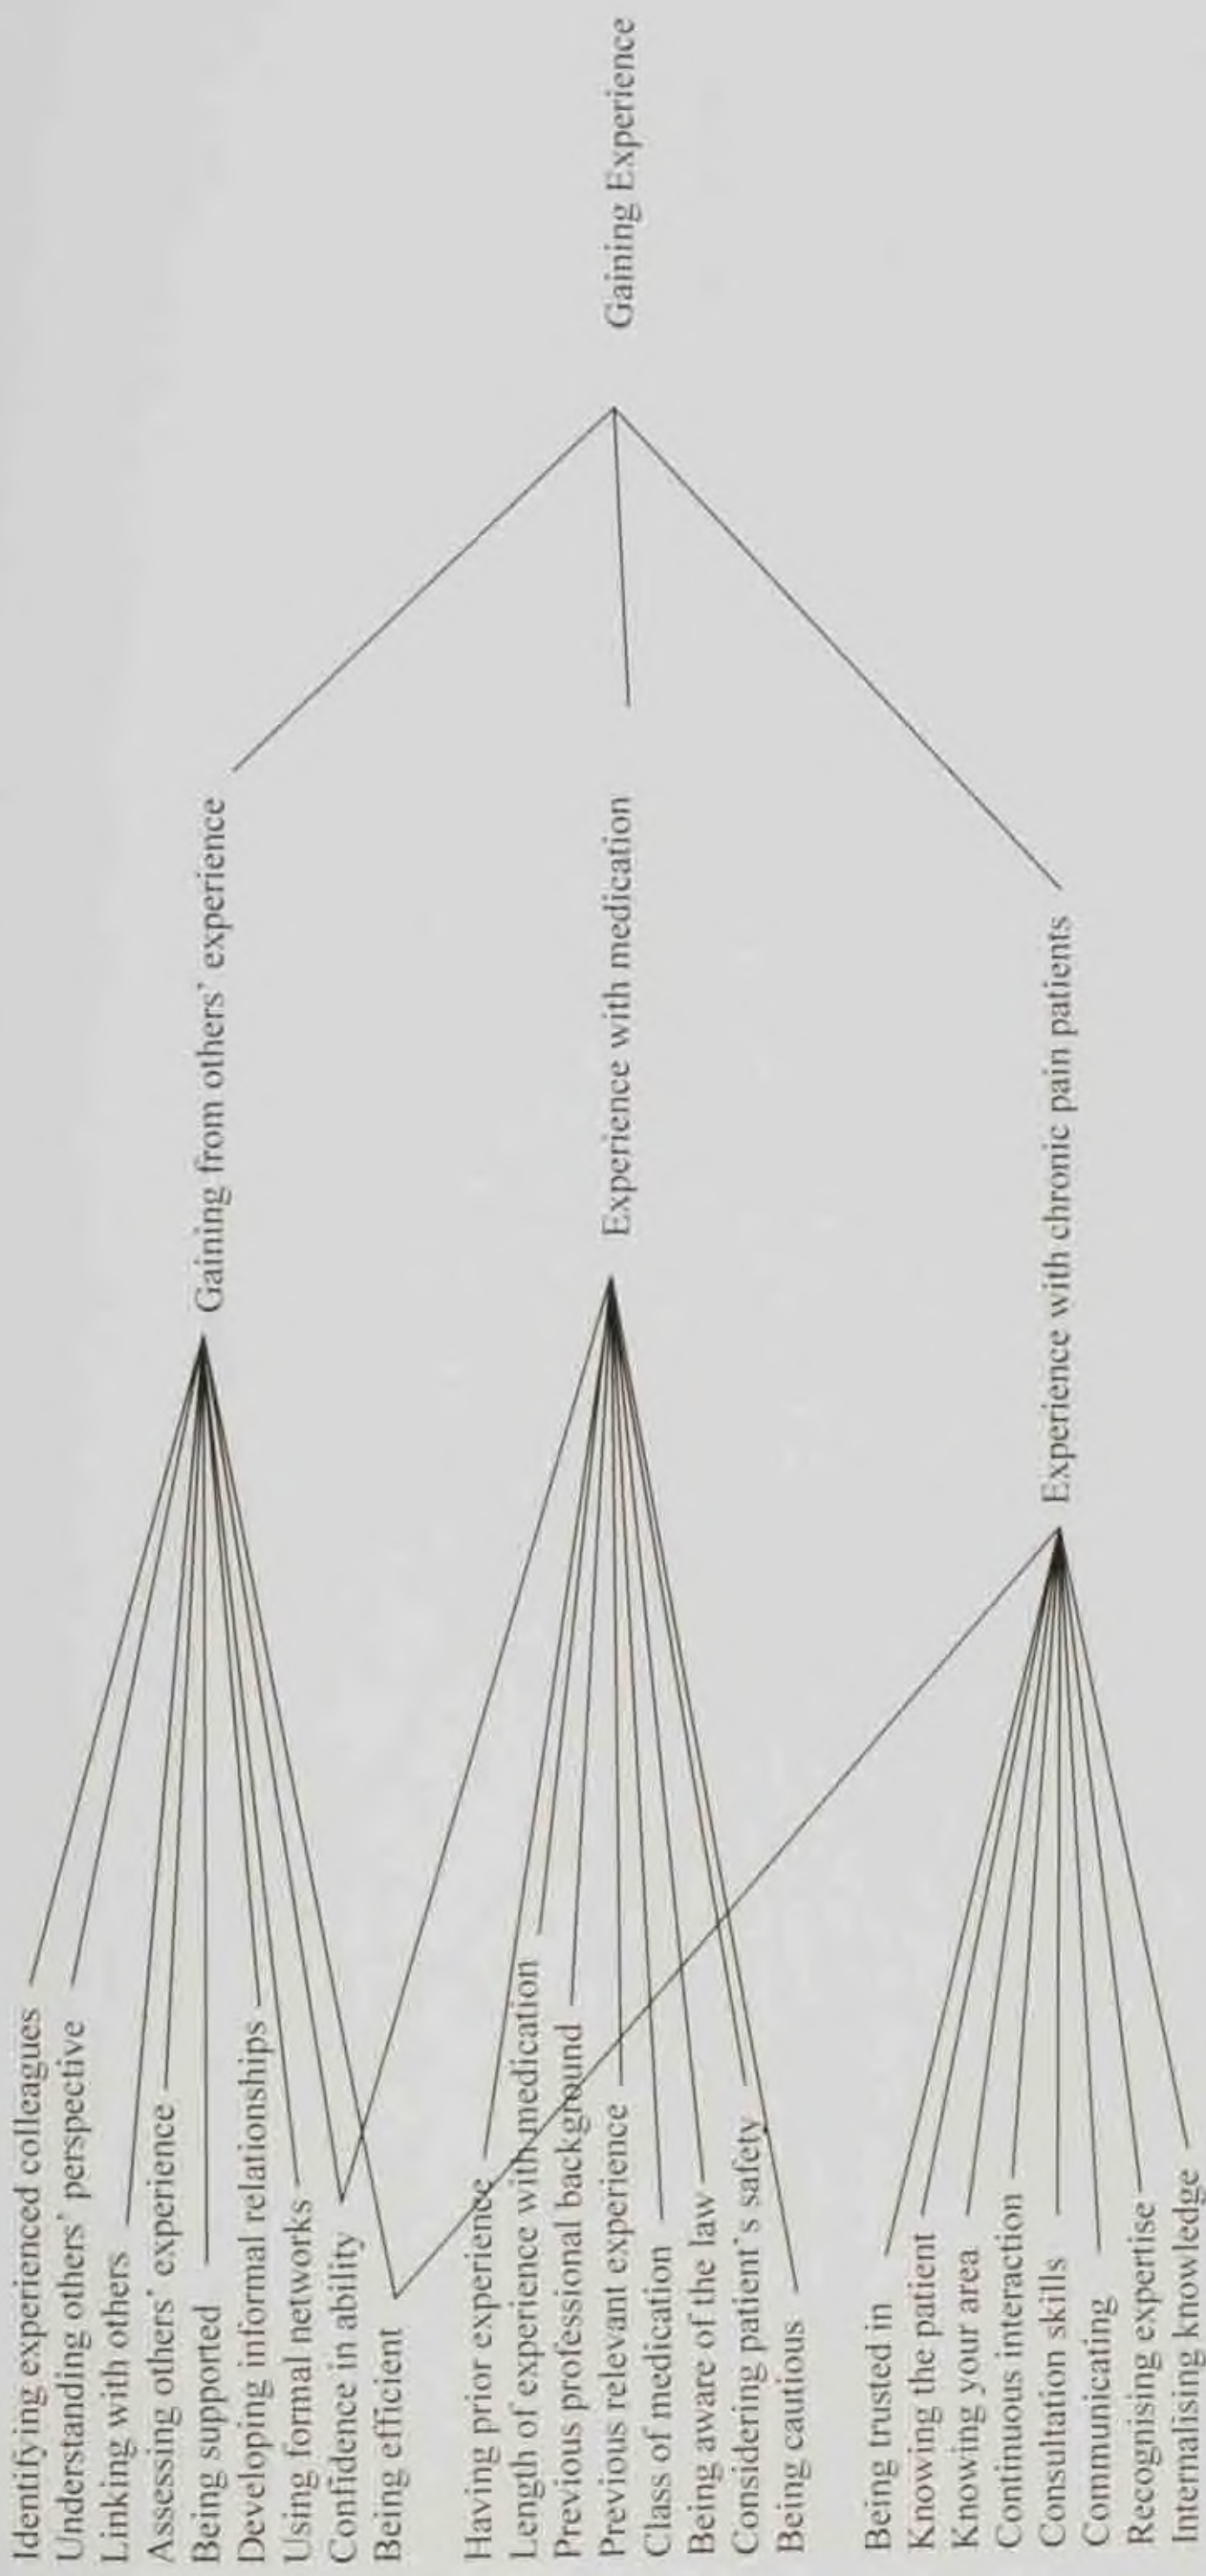 Identifying experienced colleagues
Understanding others' perspective
Linking with others
Assessing others' experience
Being supported
Developing informal relationships
Using formal networks
Confidence in ability
Being efficient
Having prior experience
Length of experience with medication
Previous professional background
Previous relevant experience
Class of medication
Being aware of the law
Considering patient's safety
Being cautious
Being trusted in
Knowing the patient
Knowing your area
Continuous interaction
Consultation skills
Communicating
Recognising expertise
Internalising knowledge
Gaining from others' experience
Experience with medication
Experience with chronic pain patients
Gaining Experience